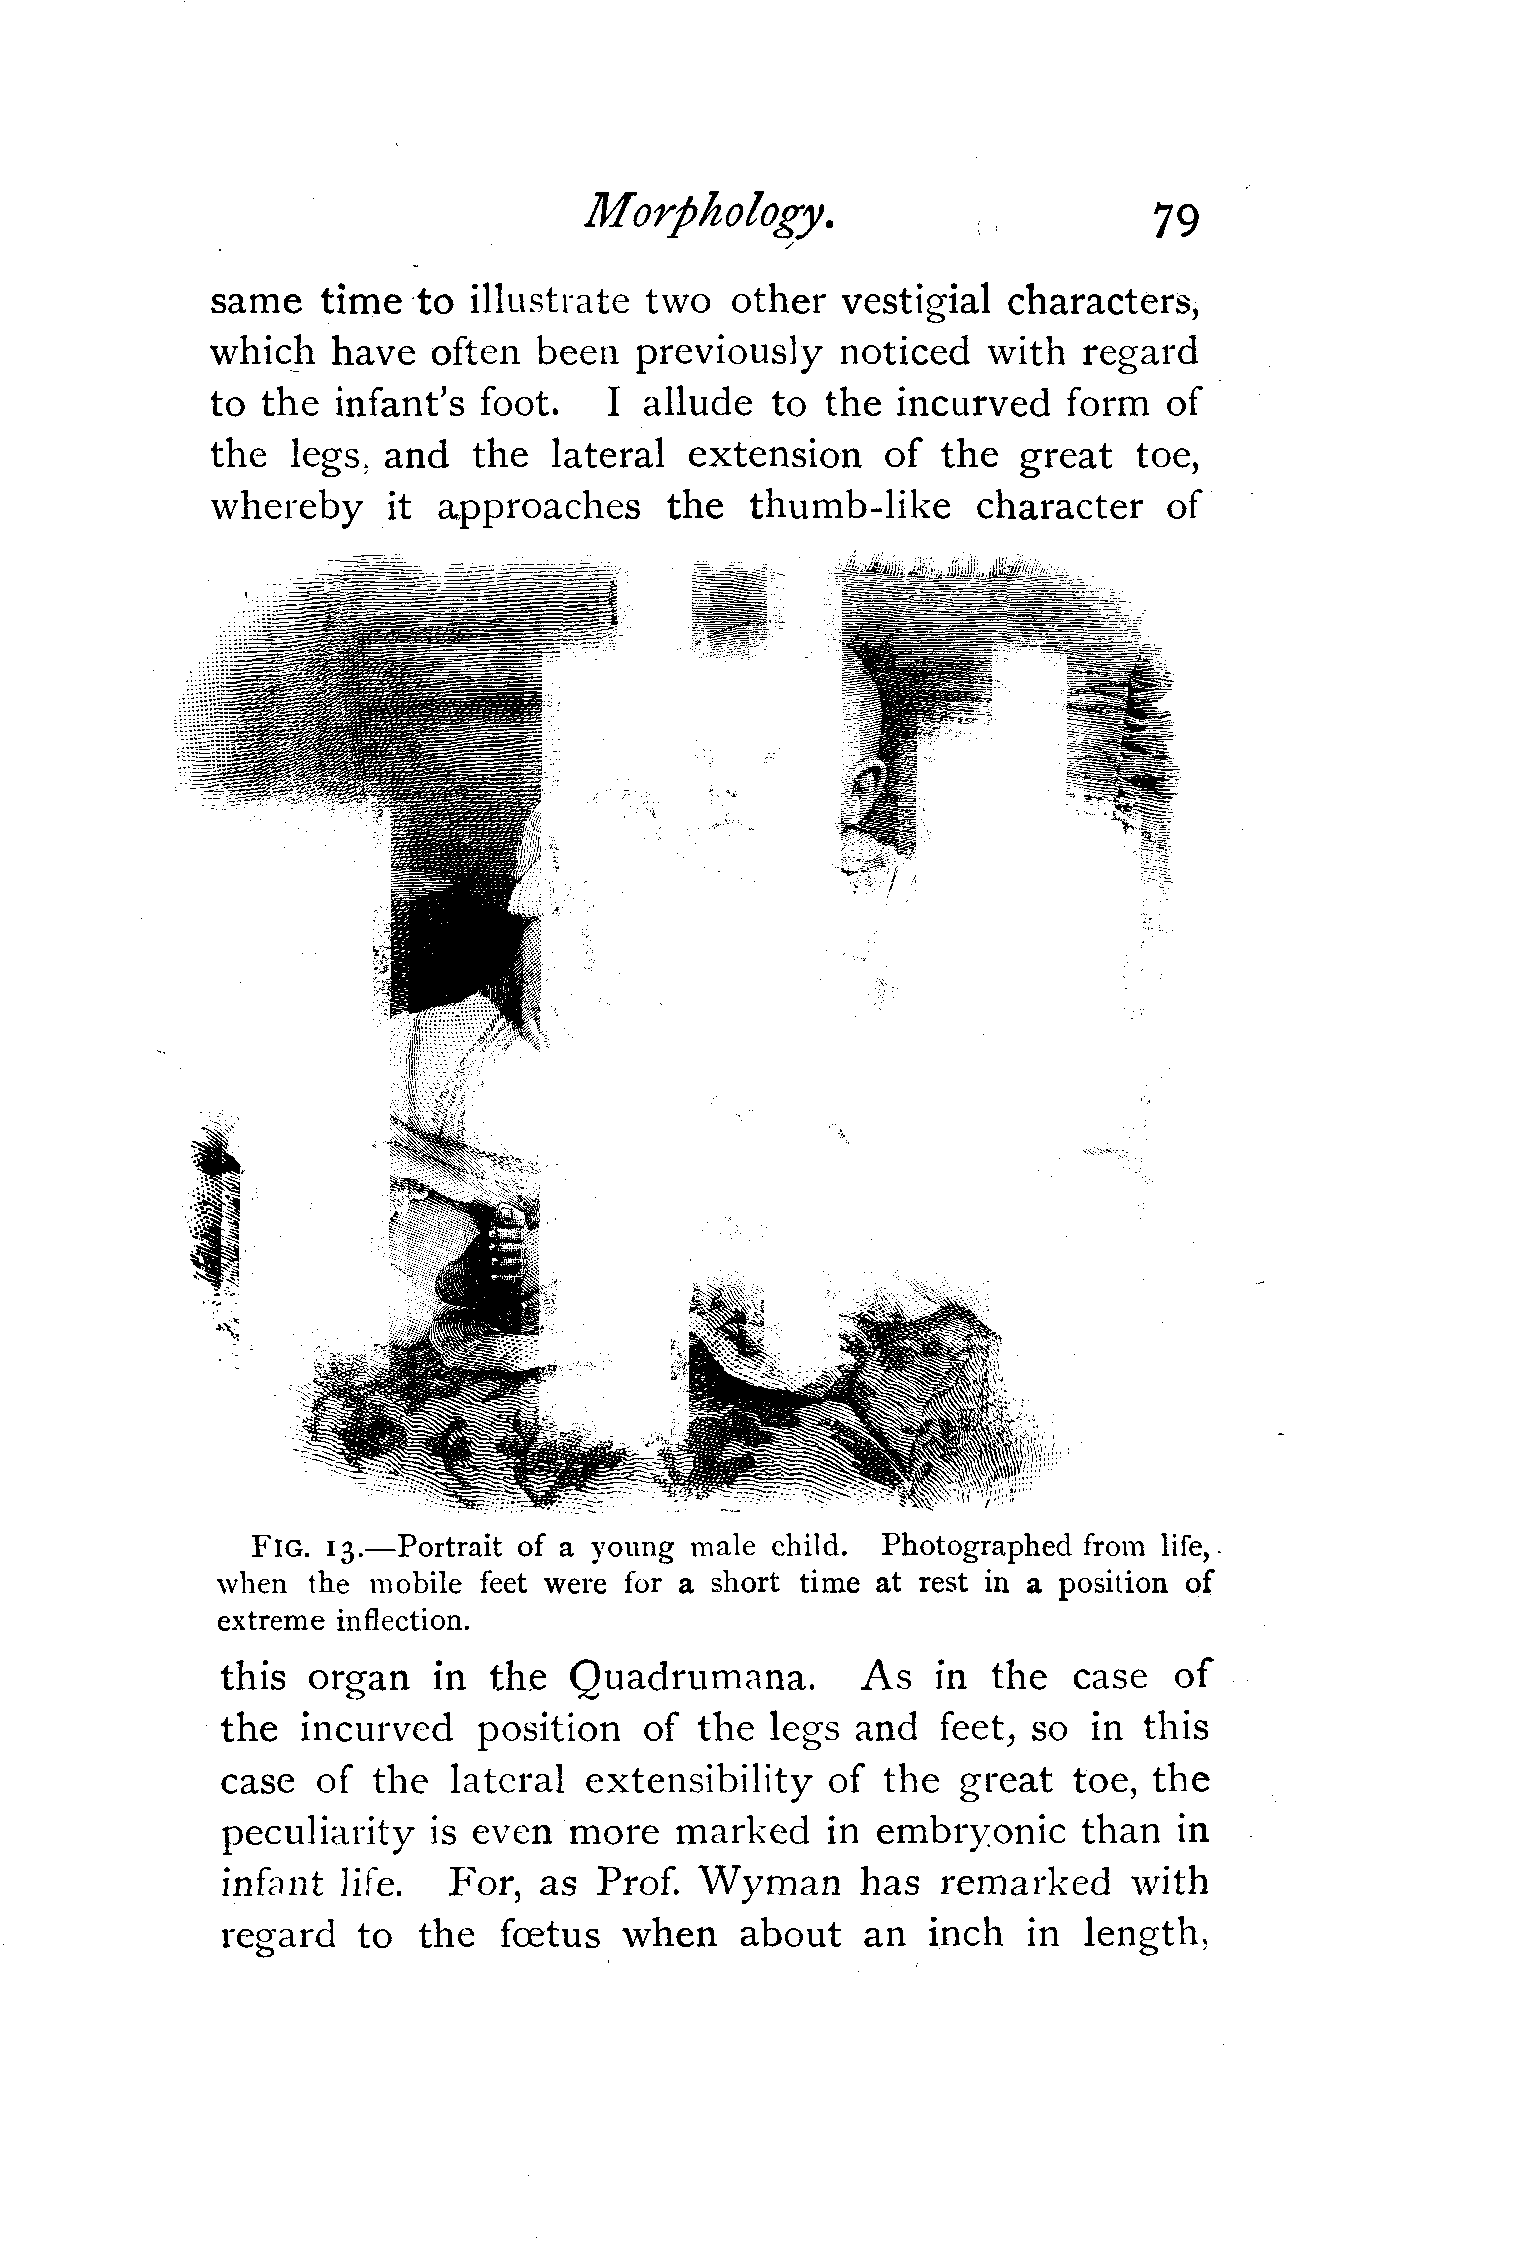 Morphology. 79
same time to illustrate two other vestigial characters,
which have often been previously noticed with regard
to the infant's foot. I allude to the incurved form of
the legs, and the lateral extension of the great toe,
whereby it approaches the thumb-like character of
FIG. 13.—Portrait of a young male child. Photographed from life,
when the mobile feet were for a short time at rest in a position of
extreme inflection.
this organ in the Quadrumana. As in the case of
the incurved position of the legs and feet, so in this
case of the lateral extensibility of the great toe, the
peculiarity is even more marked in embryonic than in
infant life. For, as Prof. Wyman has remarked with
regard to the fœtus when about an inch in length,